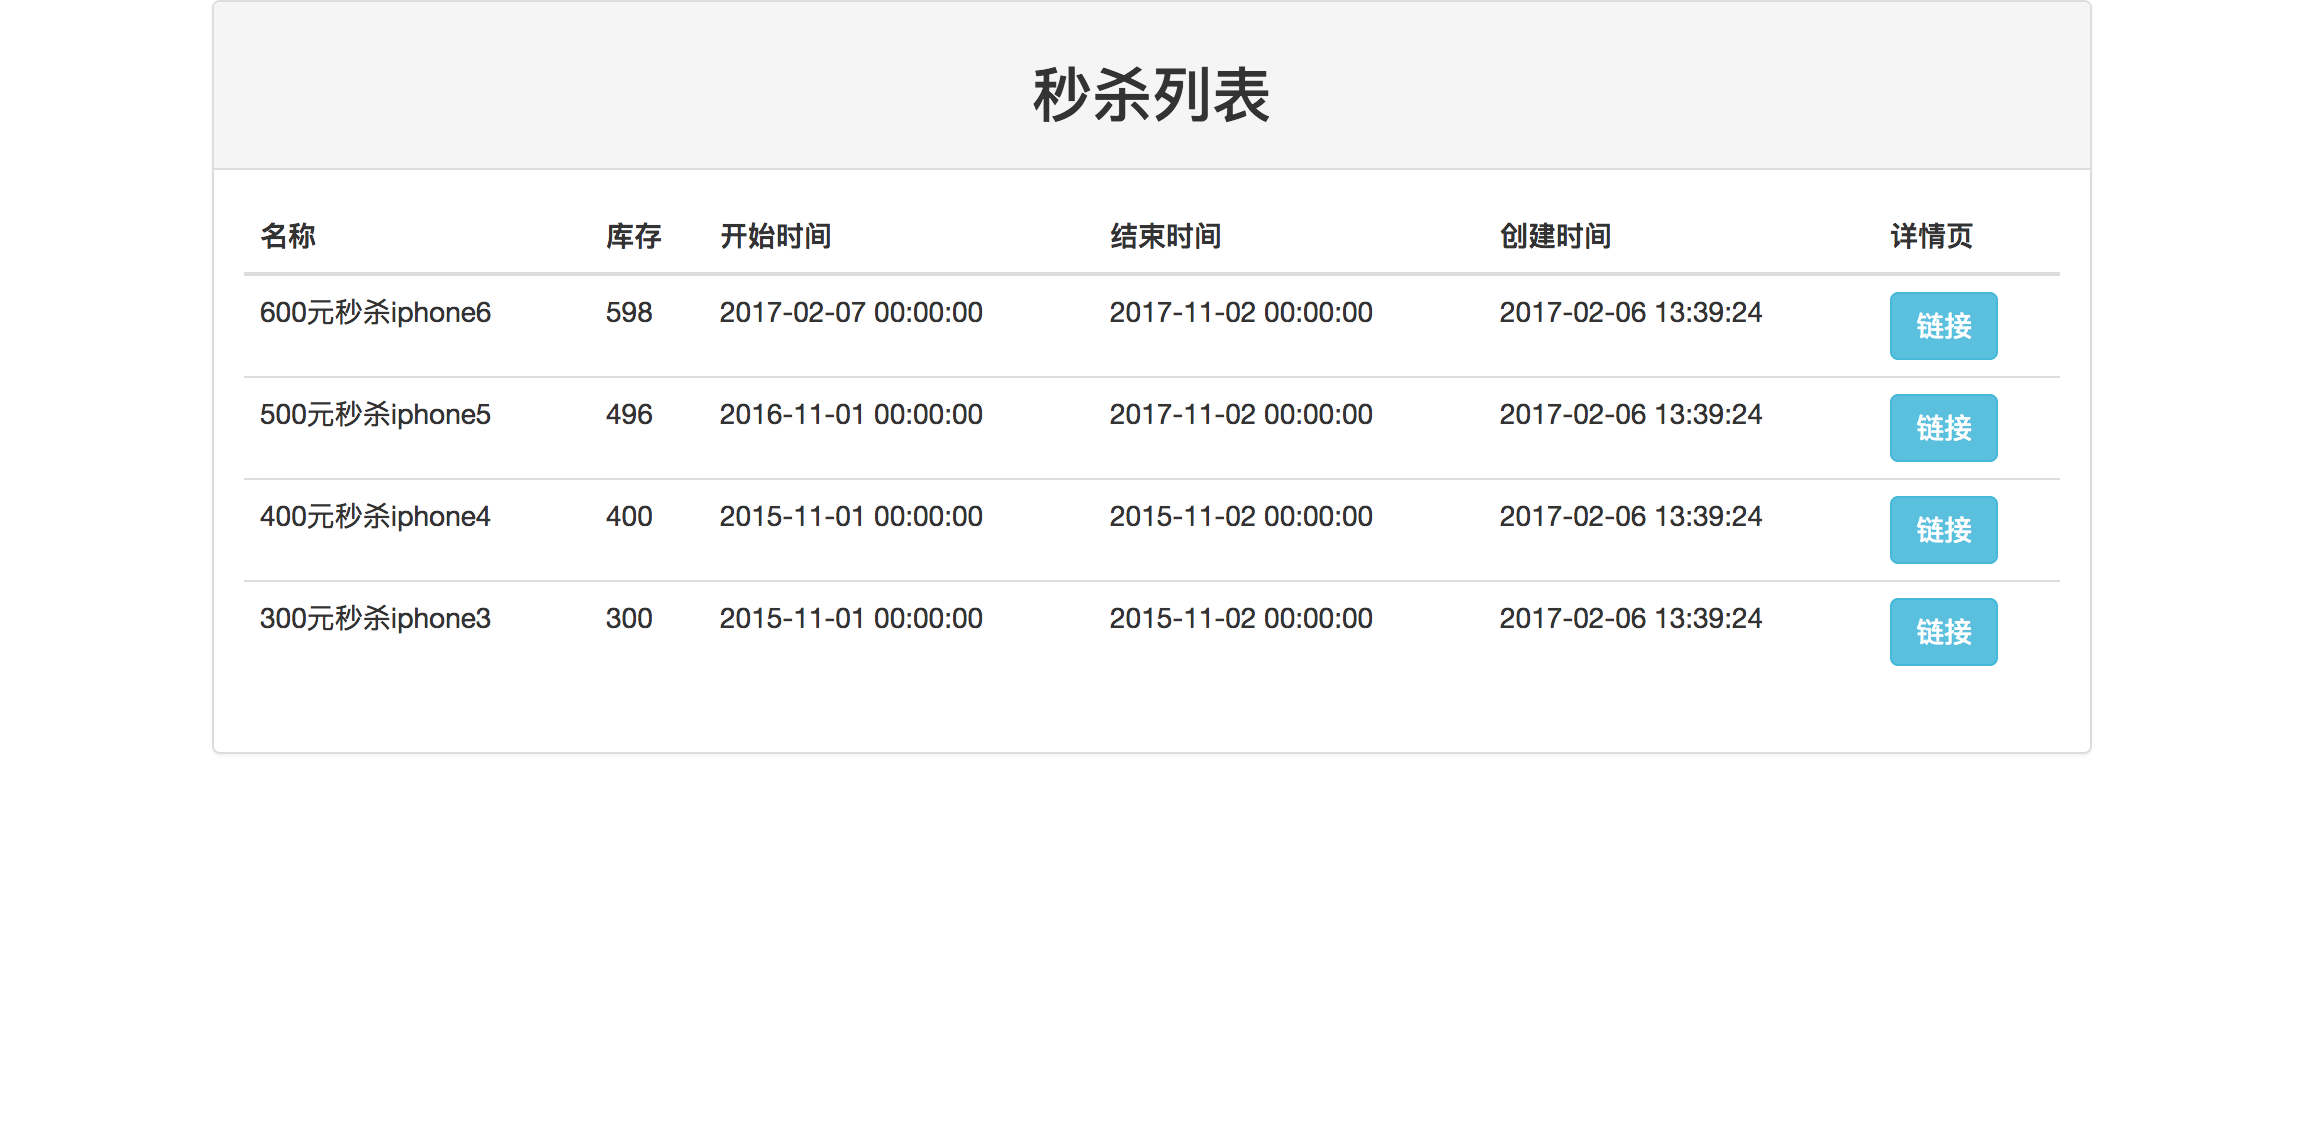 秒杀列表
名称 库存 开始时间 结束时间 创建时间 详情页
600元秒杀iphone6 598 2017-02-07 00:00:00 2017-11-02 00:00:00 2017-02-06 13:39:24 链接
500元秒杀iphone5 496 2016-11-01 00:00:00 2017-11-02 00:00:00 2017-02-06 13:39:24 链接
400元秒杀iphone4 400 2015-11-01 00:00:00 2015-11-02 00:00:00 2017-02-06 13:39:24 链接
300元秒杀iphone3 300 2015-11-01 00:00:00 2015-11-02 00:00:00 2017-02-06 13:39:24 链接